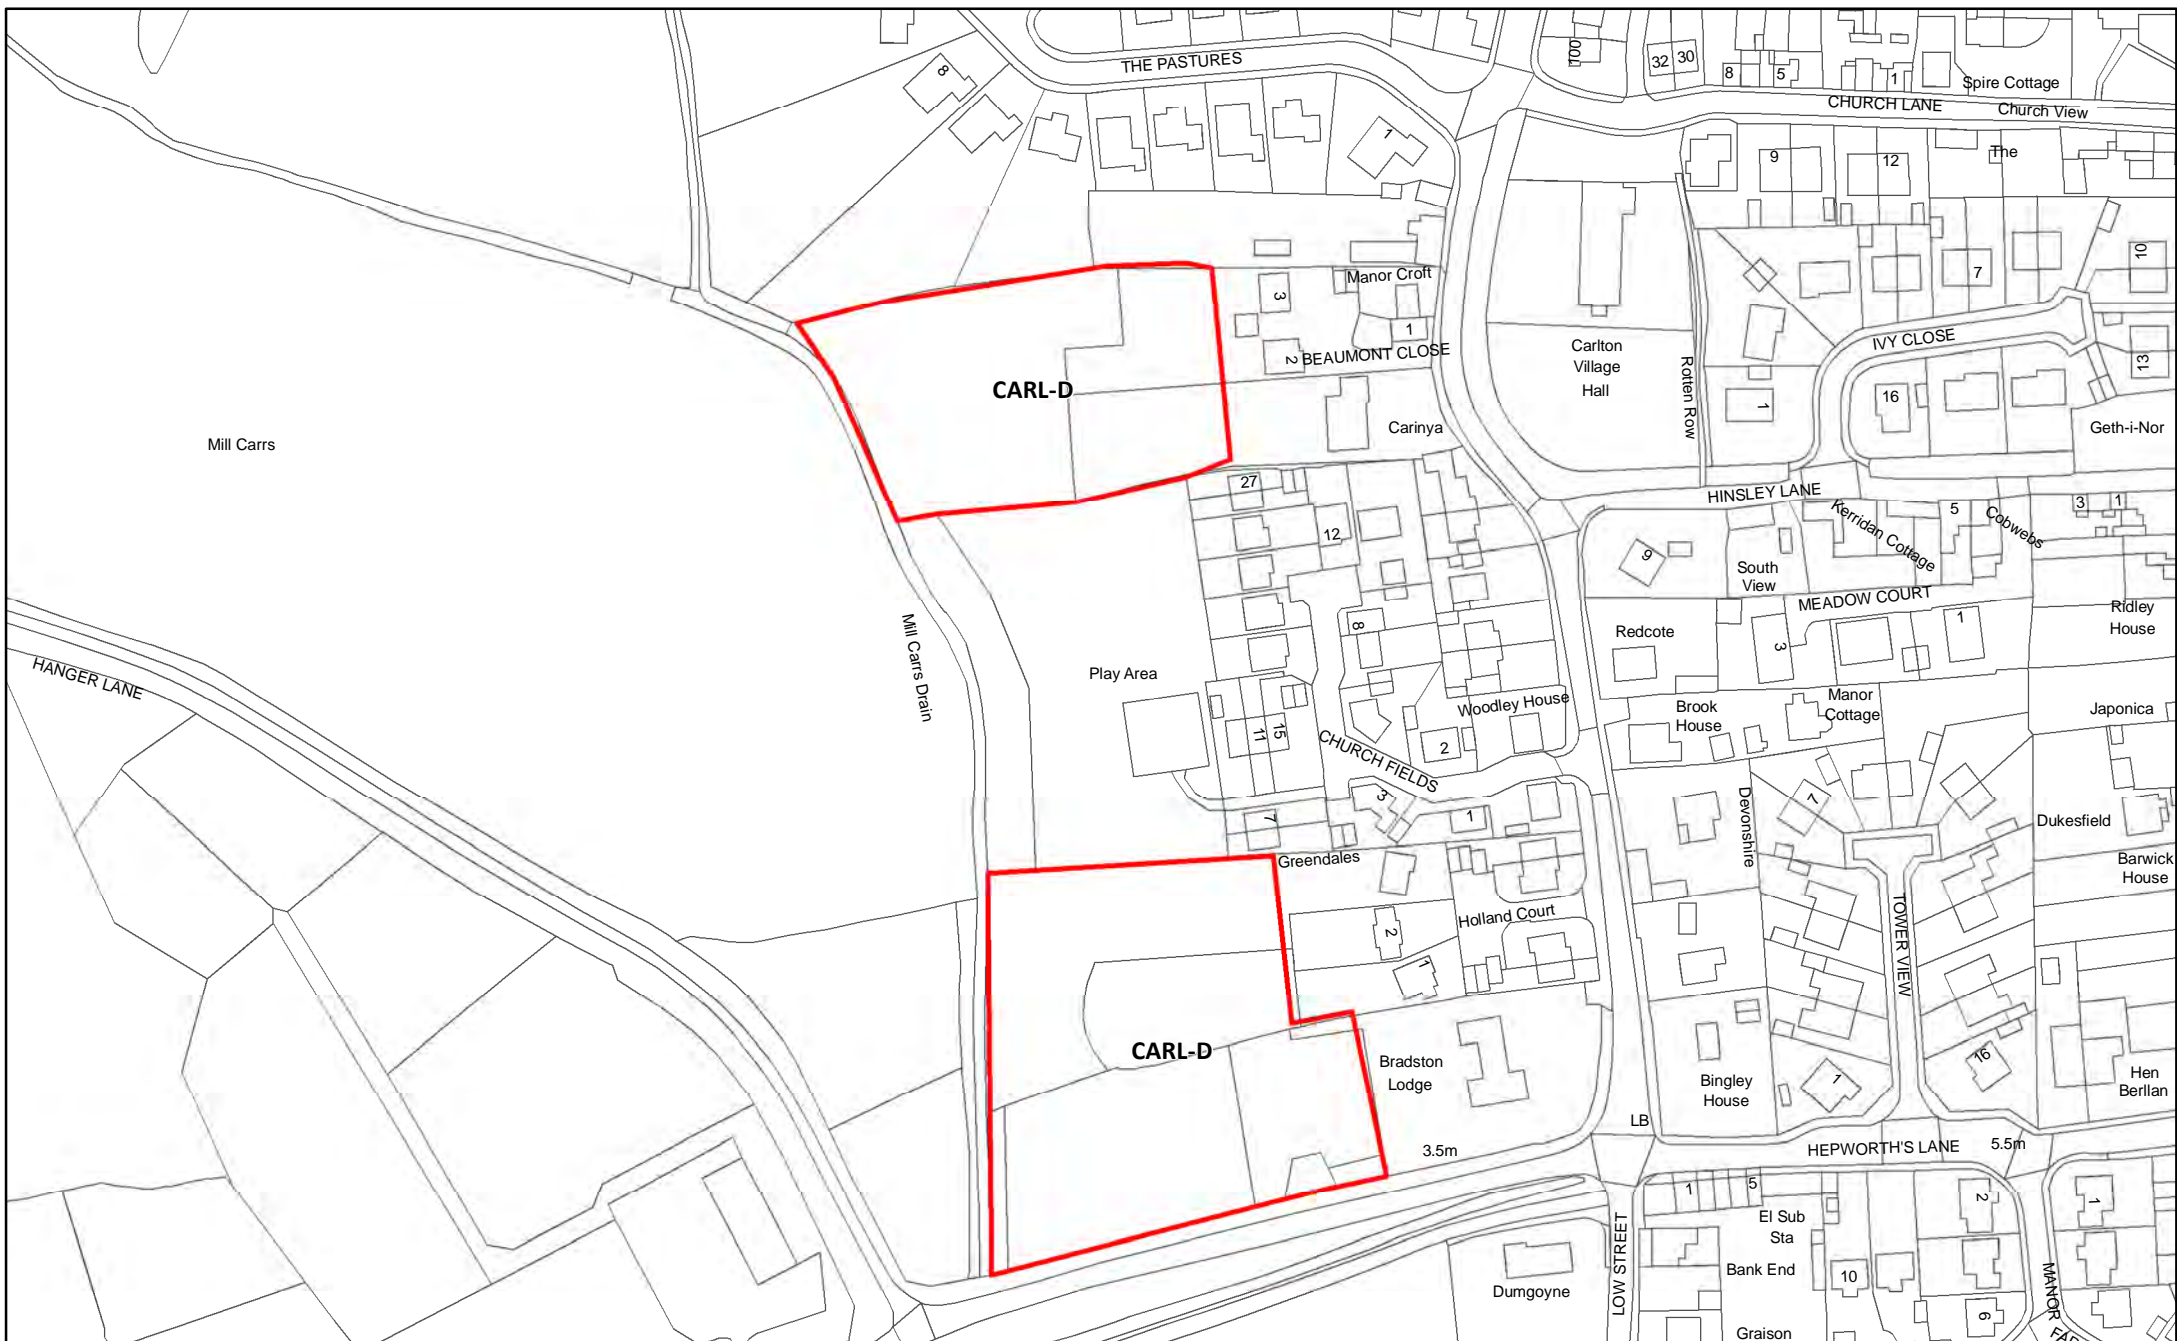 THE PASTURES
8
100
32
30
8
5
1
Spire Cottage
CHURCH LANE
Church View
1
9
12
The
Manor Croft
3
1
2
BEAUMONT CLOSE
Carlton
Village
Hall
Rotten Row
7
10
IVY CLOSE
13
1
16
Geth-i-Nor
CARL-D
Carinya
Mill Carrs
27
12
HINSLEY LANE
Kerridan Cottage
5
Cobwebs
3
1
9
South
View
MEADOW COURT
Ridley
House
8
Redcote
3
1
Mill Carrs Drain
HANGER LANE
Play Area
Woodley House
Brook
House
Manor
Cottage
Japonica
11
15
2
CHURCH FIELDS
3
1
7
Devonshire
7
Dukesfield
Greendales
Barwick
House
2
Holland Court
TOWER VIEW
1
CARL-D
Bradston
Lodge
Bingley
House
1
16
Hen
Berllan
LB
3.5m
HEPWORTH'S LANE
5.5m
1
5
El Sub
Sta
2
1
LOW STREET
Bank End
10
MANOR
Dumgoyne
6
Graison